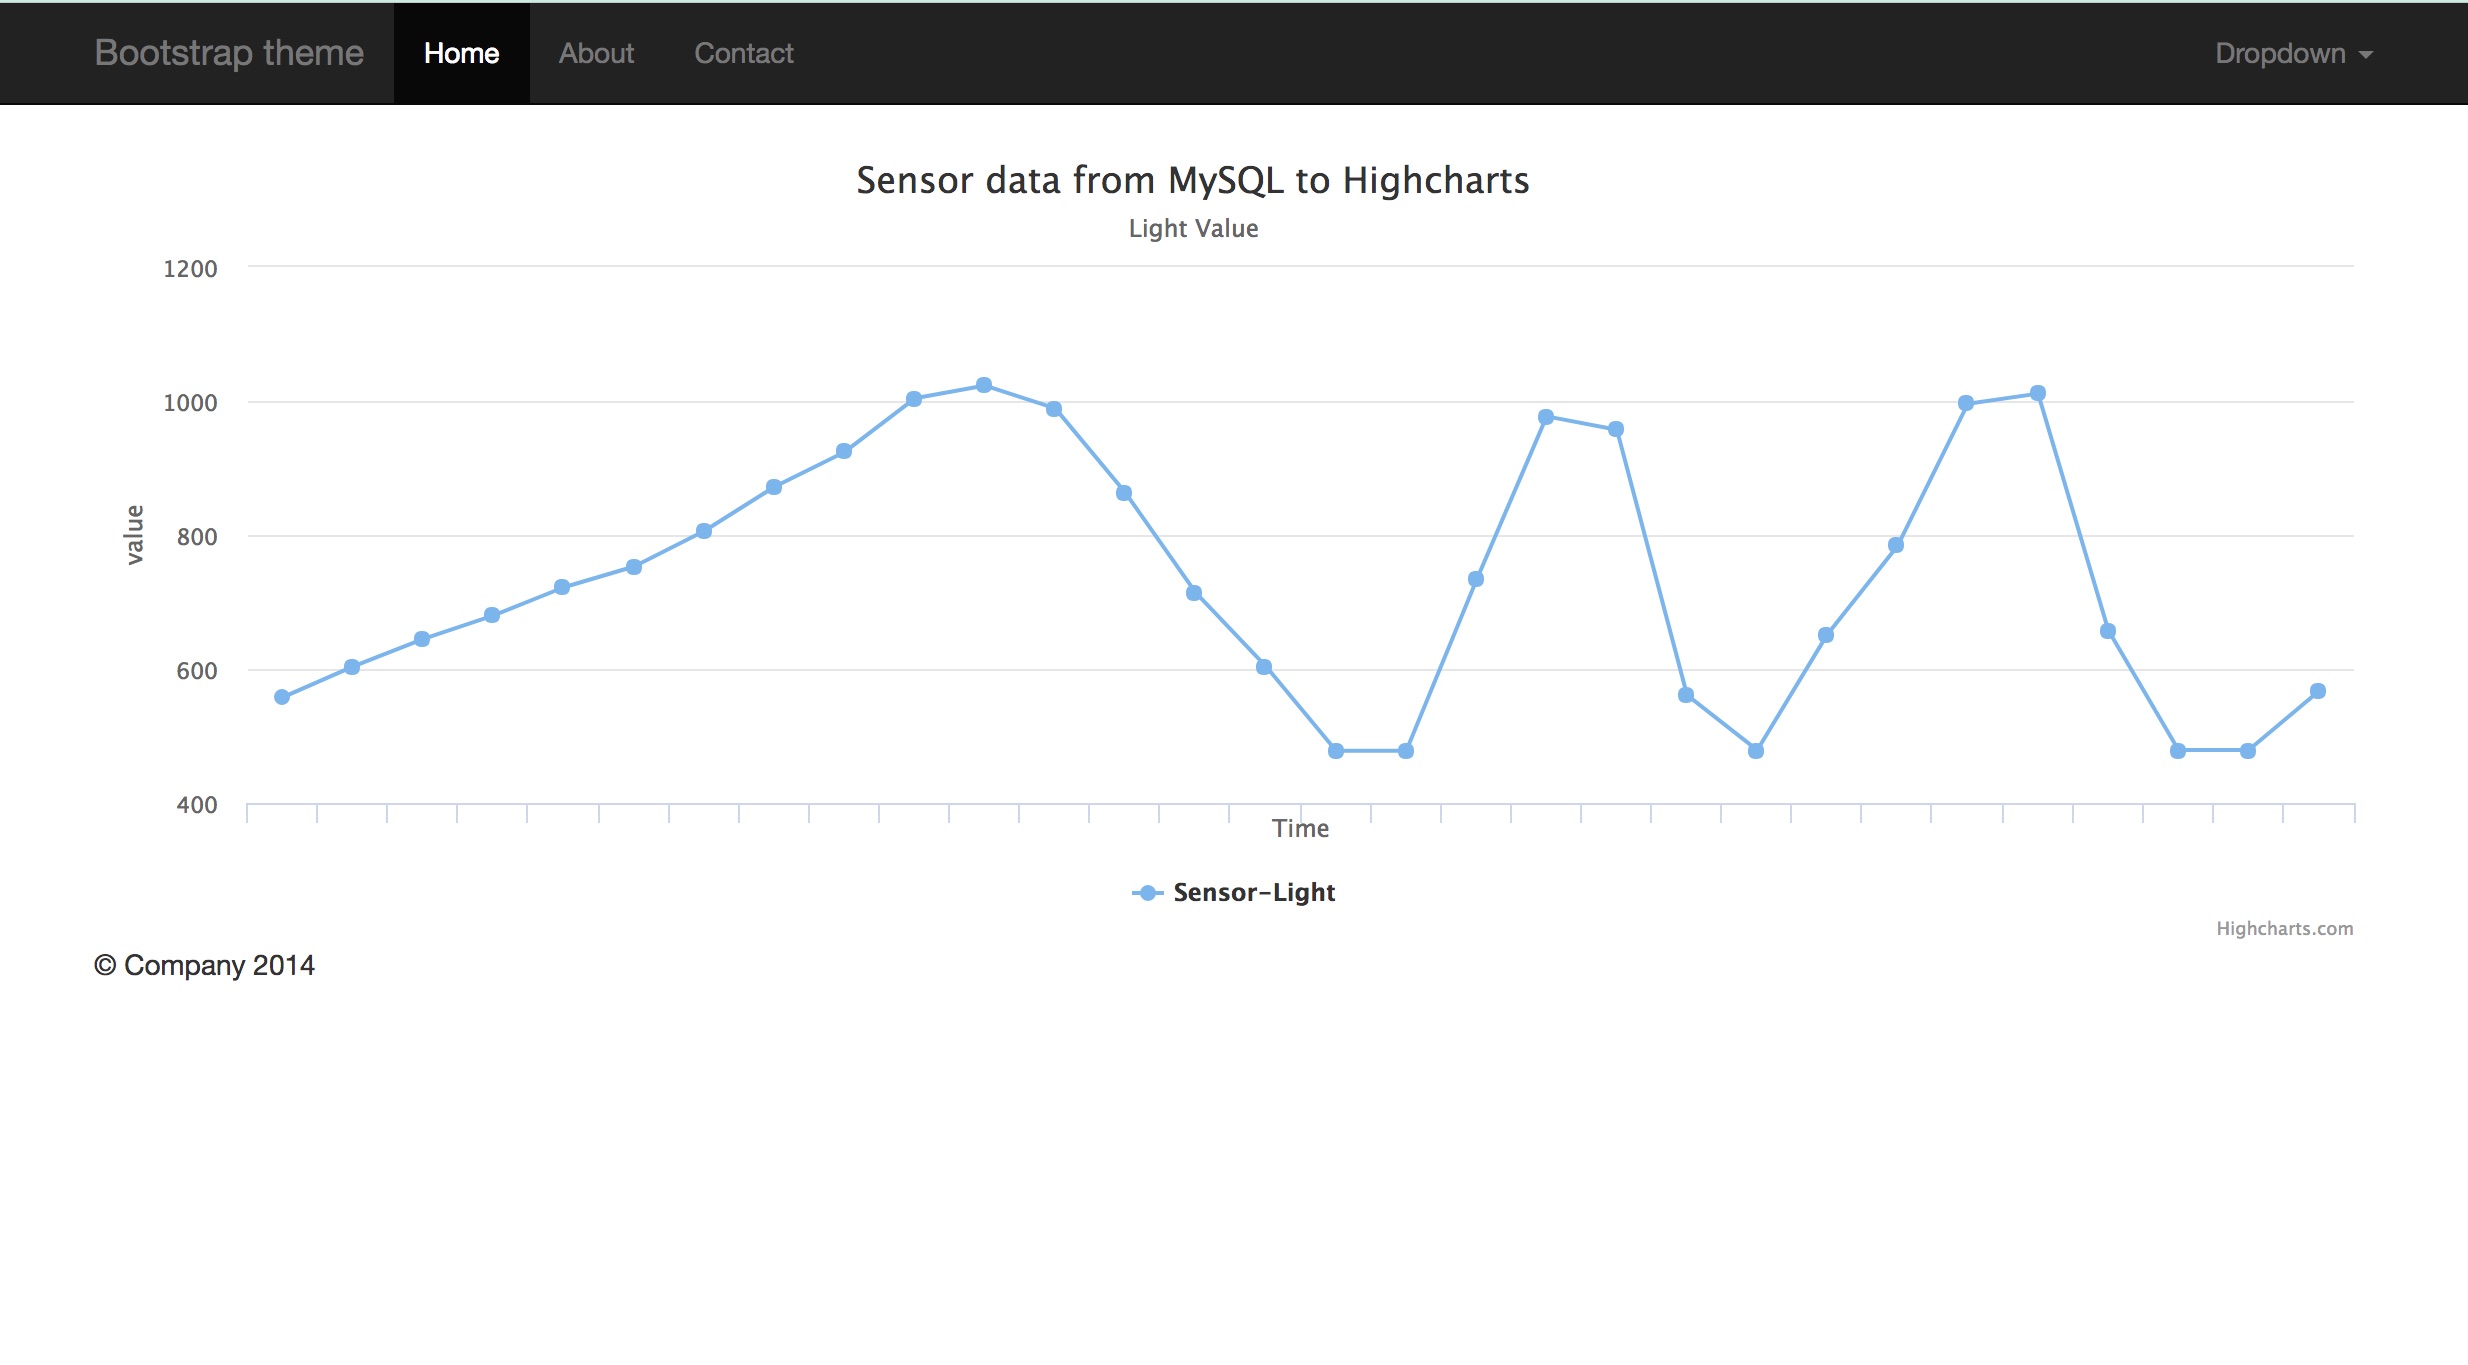 Bootstrap theme Home About Contact Dropdown
Sensor data from MySQL to Highcharts
Light Value
1200
1000
800
600
400
value
Time
Sensor-Light
Highcharts.com
© Company 2014